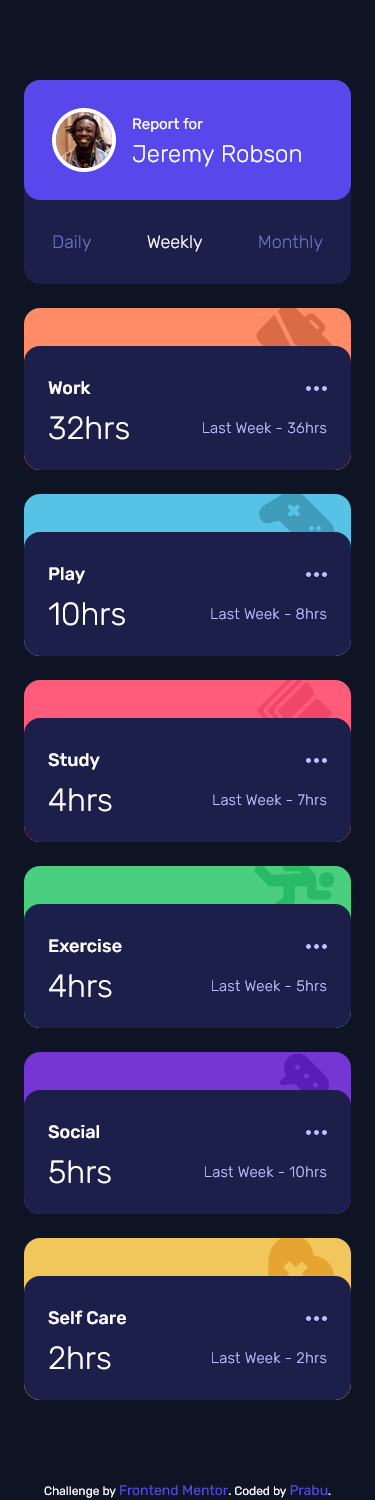 Report for
Jeremy Robson
Daily Weekly Monthly
Work
32hrs Last Week - 36hrs
Play
10hrs Last Week - 8hrs
Study
4hrs Last Week - 7hrs
Exercise
4hrs Last Week - 5hrs
Social
5hrs Last Week - 10hrs
Self Care
2hrs Last Week - 2hrs
Challenge by Frontend Mentor. Coded by Prabu.